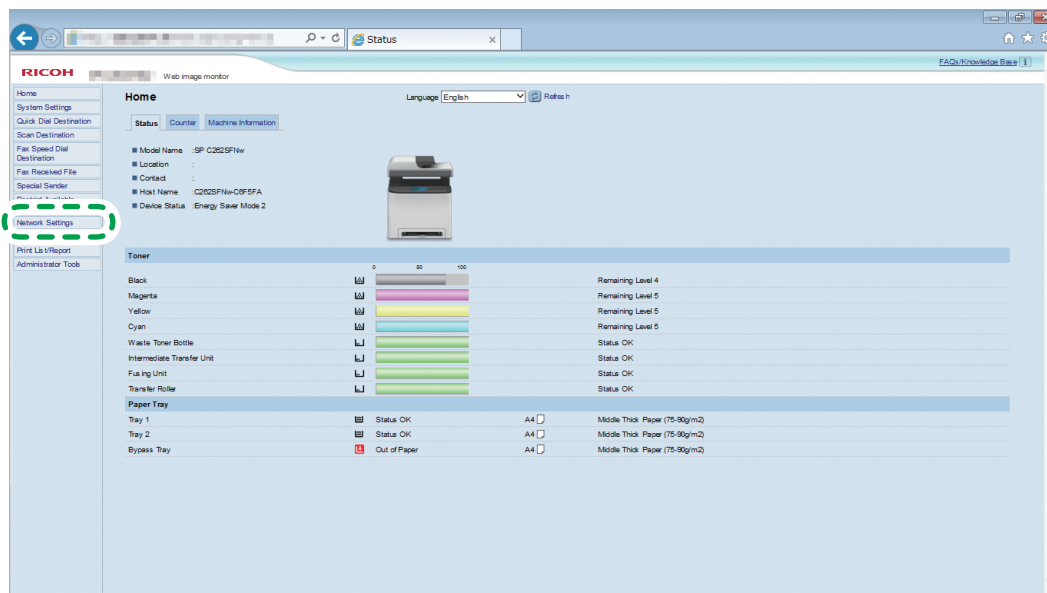 Status
FAQs/Knowledge Base
RICOH
Web image monitor
Home
System Settings
Quick Dial Destination
Scan Destination
Fax Speed Dial
Destination
Fax Received File
Special Sender
Network Settings
Print List/Report
Administrator Tools
Home
Language English Refresh
Status Counter Machine Information
Model Name :SP C262SFNw
Location :
Contact :
Host Name :C262SFNw-C6F5FA
Device Status :Energy Saver Mode 2
Toner
0 50 100
Black Remaining Level 4
Magenta Remaining Level 5
Yellow Remaining Level 5
Cyan Remaining Level 5
Waste Toner Bottle Status OK
Intermediate Transfer Unit Status OK
Fusing Unit Status OK
Transfer Roller Status OK
Paper Tray
Tray 1 Status OK A4 Middle Thick Paper (75-90g/m2)
Tray 2 Status OK A4 Middle Thick Paper (75-90g/m2)
Bypass Tray Out of Paper A4 Middle Thick Paper (75-90g/m2)